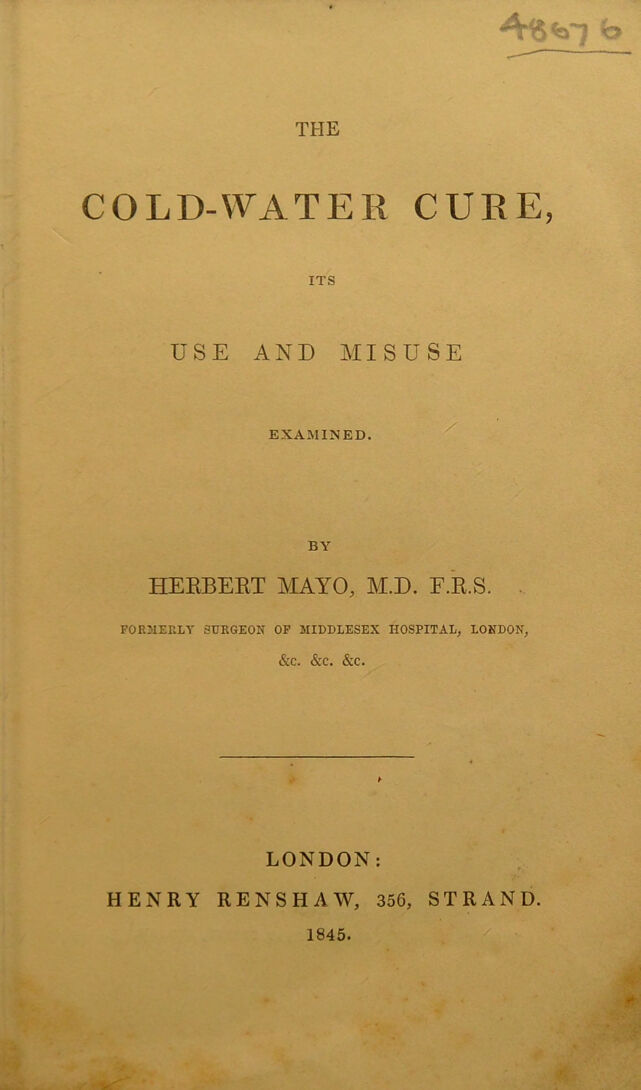 48676
THE
COLD-WATER CURE,
ITS
USE AND MISUSE
EXAMINED.
BY
HERBERT MAYO, M.D. F.R.S.
FORMERLY SURGEON OF MIDDLESEX HOSPITAL, LONDON,
&c. &c. &c.
LONDON:
HENRY RENSHAW, 356, STRAND.
1845.